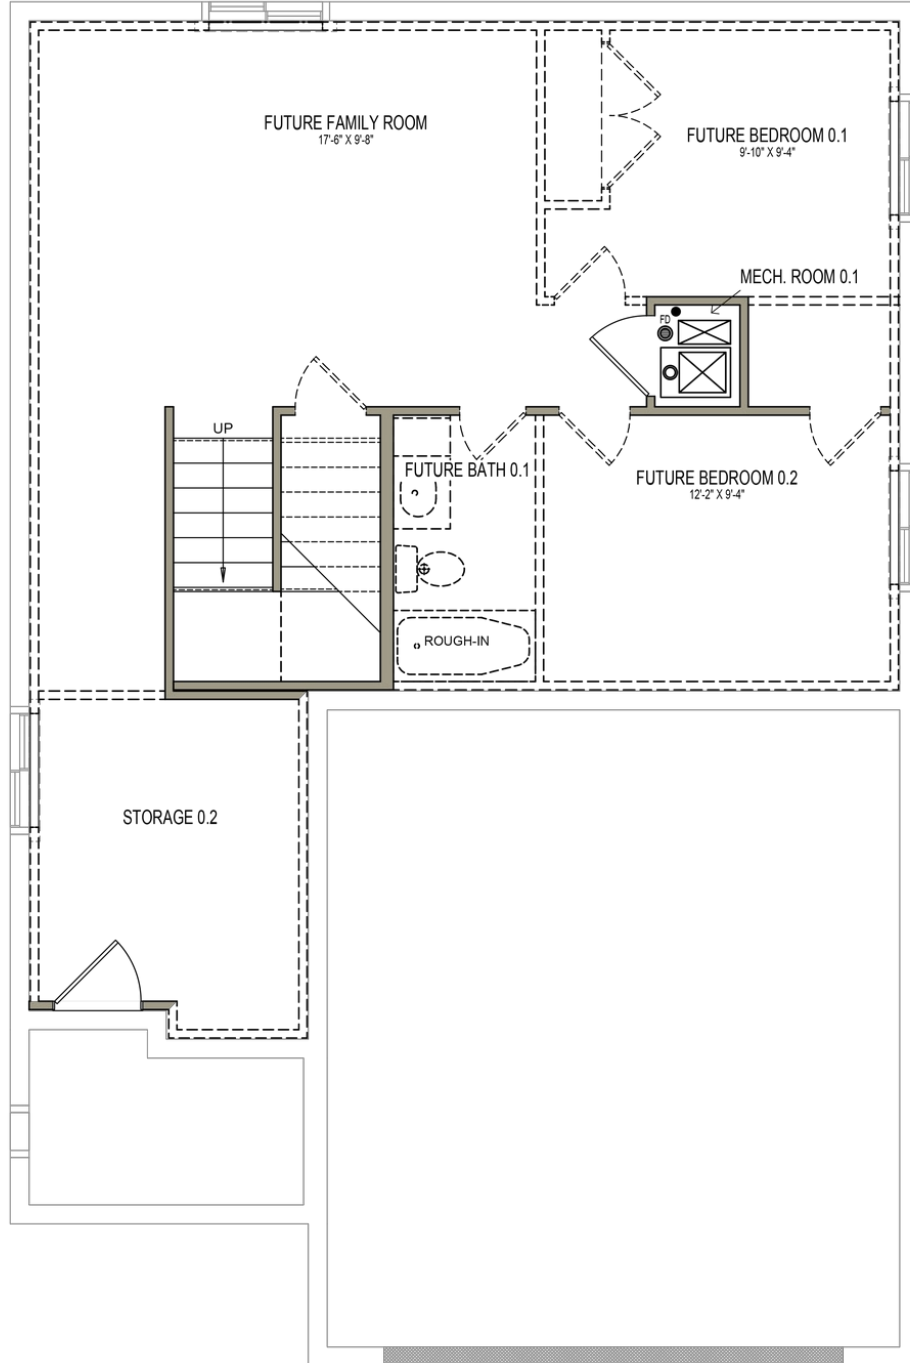 FUTURE FAMILY ROOM
17'-6" X 9'-8"
FUTURE BEDROOM 0.1
9'-10" X 9'-4"
MECH. ROOM 0.1
FD
UP
FUTURE BATH 0.1
FUTURE BEDROOM 0.2
12'-2" X 9'-4"
ROUGH-IN
STORAGE 0.2